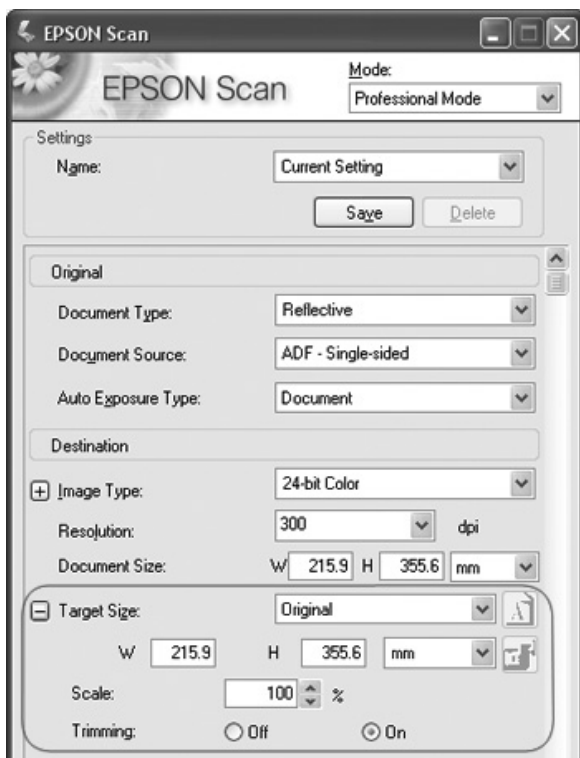 EPSON Scan
EPSON Scan
Mode:
Professional Mode
Settings
Name: Current Setting
Save Delete
Original
Document Type: Reflective
Document Source: ADF - Single-sided
Auto Exposure Type: Document
Destination
Image Type: 24-bit Color
Resolution: 300 dpi
Document Size: W 215.9 H 355.6 mm
Target Size: Original A
W 215.9 H 355.6 mm
Scale: 100 %
Trimming: Off On